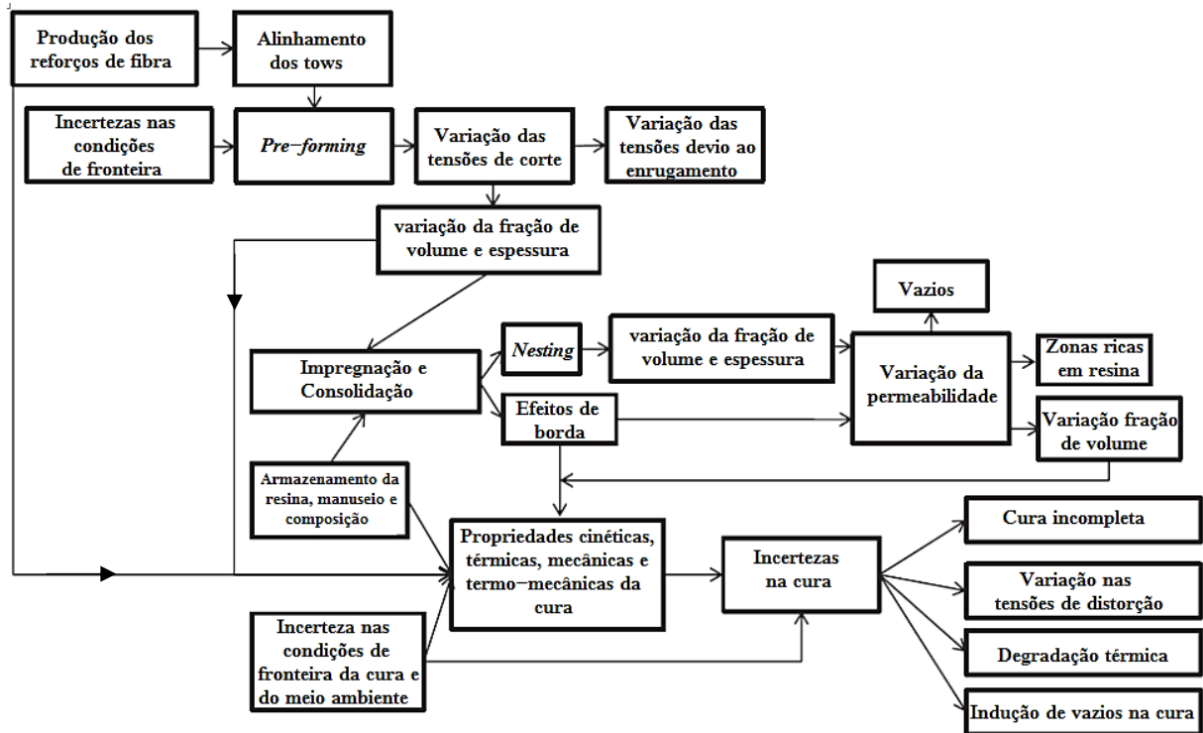 Produção dos
reforços de fibra
Alinhamento
dos tows
Incertezas nas
condições
de fronteira
Pre-forming
Variação das
tensões de corte
Variação das
tensões devio ao
enrugamento
variação da fração de
volume e espessura
Vazios
Impregnação e
Consolidação
Nesting
variação da fração de
volume e espessura
Variação da
permeabilidade
Zonas ricas
em resina
Efeitos de
borda
Variação fração
de volume
Armazenamento da
resina, manuseio e
composição
Propriedades cinéticas,
térmicas, mecânicas e
termo-mecânicas da
cura
Incertezas
na cura
Cura incompleta
Variação nas
tensões de distorção
Incerteza nas
condições de
fronteira da cura e
do meio ambiente
Degradação térmica
Indução de vazios na cura